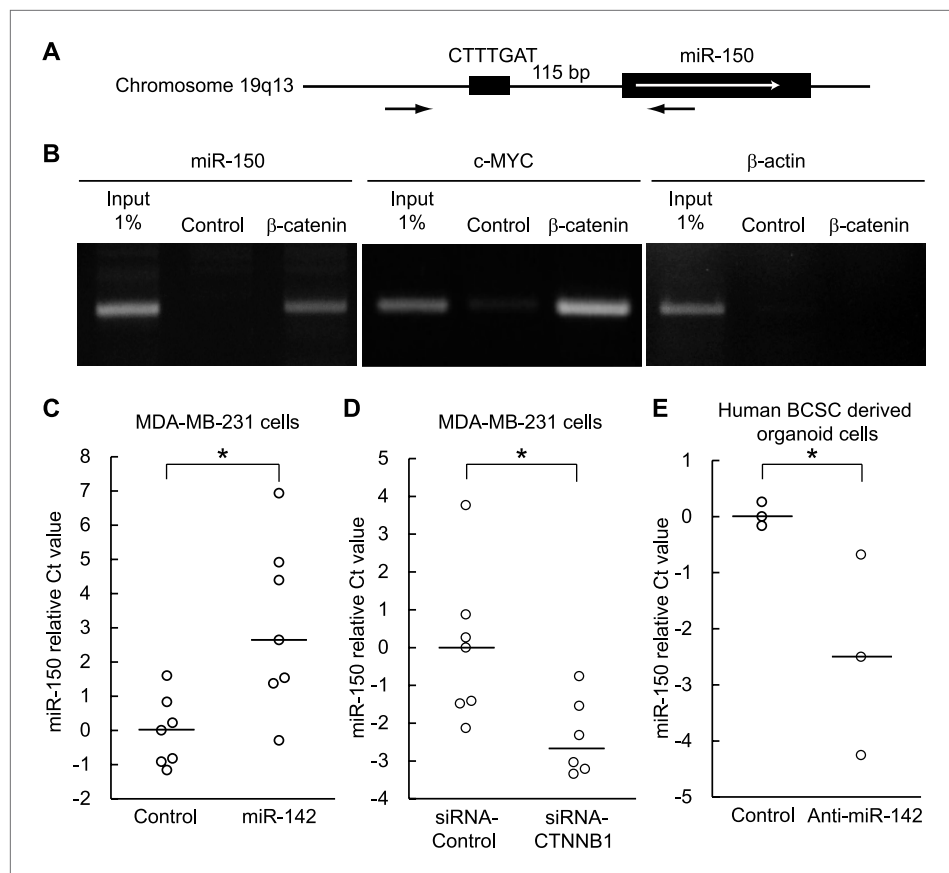 A
CTTTGAT
miR-150
115 bp
Chromosome 19q13
B
miR-150
c-MYC
β-actin
Input 1%
Control
β-catenin
Input 1%
Control
β-catenin
Input 1%
Control
β-catenin
C
MDA-MB-231 cells
*
miR-150 relative Ct value
8
7
6
5
4
3
2
1
0
-1
-2
Control
miR-142
D
MDA-MB-231 cells
*
miR-150 relative Ct value
5
4
3
2
1
0
-1
-2
-3
-4
siRNA-
Control
siRNA-
CTNNB1
E
Human BCSC derived
organoid cells
*
miR-150 relative Ct value
1
0
-1
-2
-3
-4
-5
Control
Anti-miR-142